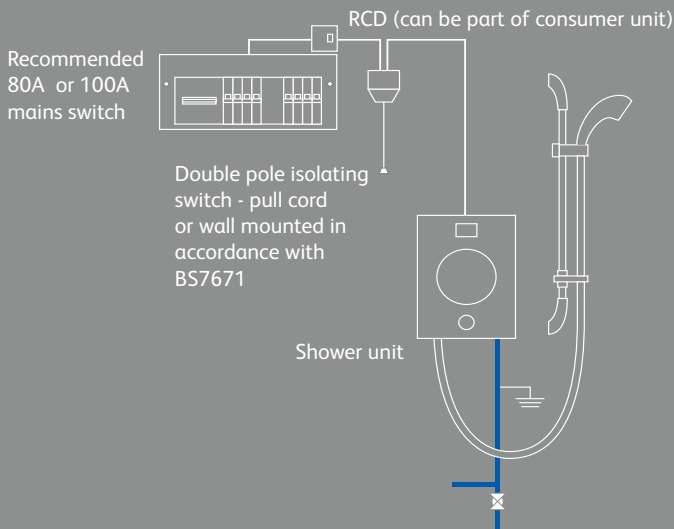 RCD (can be part of consumer unit)
Recommended
80A or 100A
mains switch
Double pole isolating
switch - pull cord
or wall mounted in
accordance with
BS7671
Shower unit